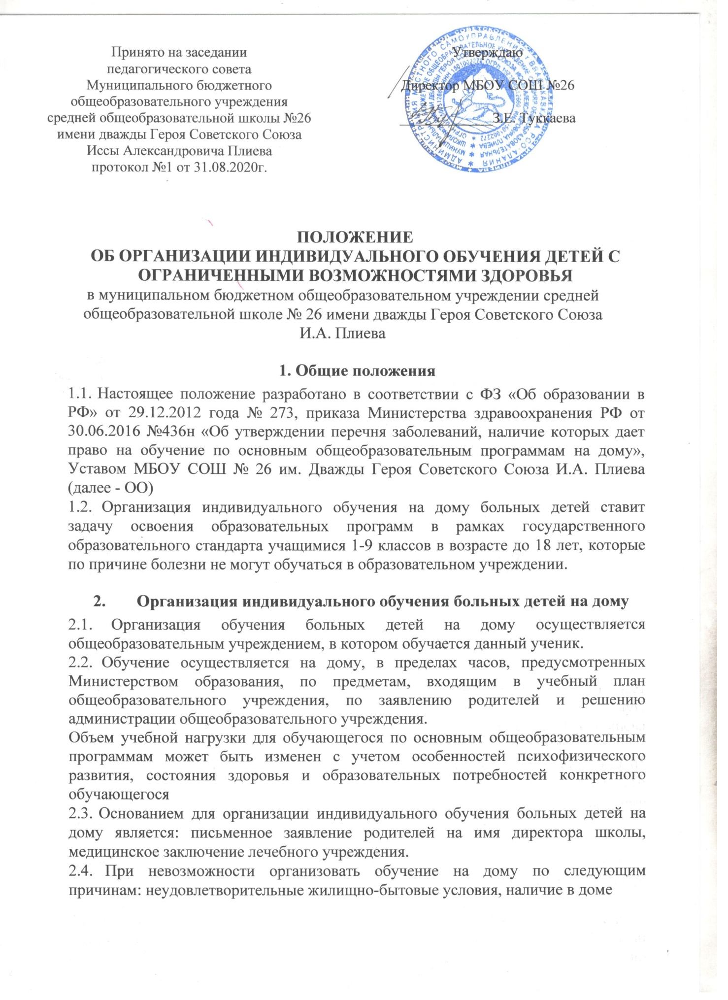 Принято на заседании
педагогического совета
Муниципального бюджетного
общеобразовательного учреждения
средней общеобразовательной школы №26
имени дважды Героя Советского Союза
Иссы Александровича Плиева
протокол №1 от 31.08.2020г.
Утверждаю
Директор МБОУ СОШ №26
З.Е. Туккаева
ПОЛОЖЕНИЕ
ОБ ОРГАНИЗАЦИИ ИНДИВИДУАЛЬНОГО ОБУЧЕНИЯ ДЕТЕЙ С
ОГРАНИЧЕННЫМИ ВОЗМОЖНОСТЯМИ ЗДОРОВЬЯ
в муниципальном бюджетном общеобразовательном учреждении средней
общеобразовательной школе № 26 имени дважды Героя Советского Союза
И.А. Плиева
1. Общие положения
1.1. Настоящее положение разработано в соответствии с ФЗ «Об образовании в
РФ» от 29.12.2012 года № 273, приказа Министерства здравоохранения РФ от
30.06.2016 №436н «Об утверждении перечня заболеваний, наличие которых дает
право на обучение по основным общеобразовательным программам на дому»,
Уставом МБОУ СОШ № 26 им. Дважды Героя Советского Союза И.А. Плиева
(далее - ОО)
1.2. Организация индивидуального обучения на дому больных детей ставит
задачу освоения образовательных программ в рамках государственного
образовательного стандарта учащимися 1-9 классов в возрасте до 18 лет, которые
по причине болезни не могут обучаться в образовательном учреждении.
2. Организация индивидуального обучения больных детей на дому
2.1. Организация обучения больных детей на дому осуществляется
общеобразовательным учреждением, в котором обучается данный ученик.
2.2. Обучение осуществляется на дому, в пределах часов, предусмотренных
Министерством образования, по предметам, входящим в учебный план
общеобразовательного учреждения, по заявлению родителей и решению
администрации общеобразовательного учреждения.
Объем учебной нагрузки для обучающегося по основным общеобразовательным
программам может быть изменен с учетом особенностей психофизического
развития, состояния здоровья и образовательных потребностей конкретного
обучающегося
2.3. Основанием для организации индивидуального обучения больных детей на
дому является: письменное заявление родителей на имя директора школы,
медицинское заключение лечебного учреждения.
2.4. При невозможности организовать обучение на дому по следующим
причинам: неудовлетворительные жилищно-бытовые условия, наличие в доме